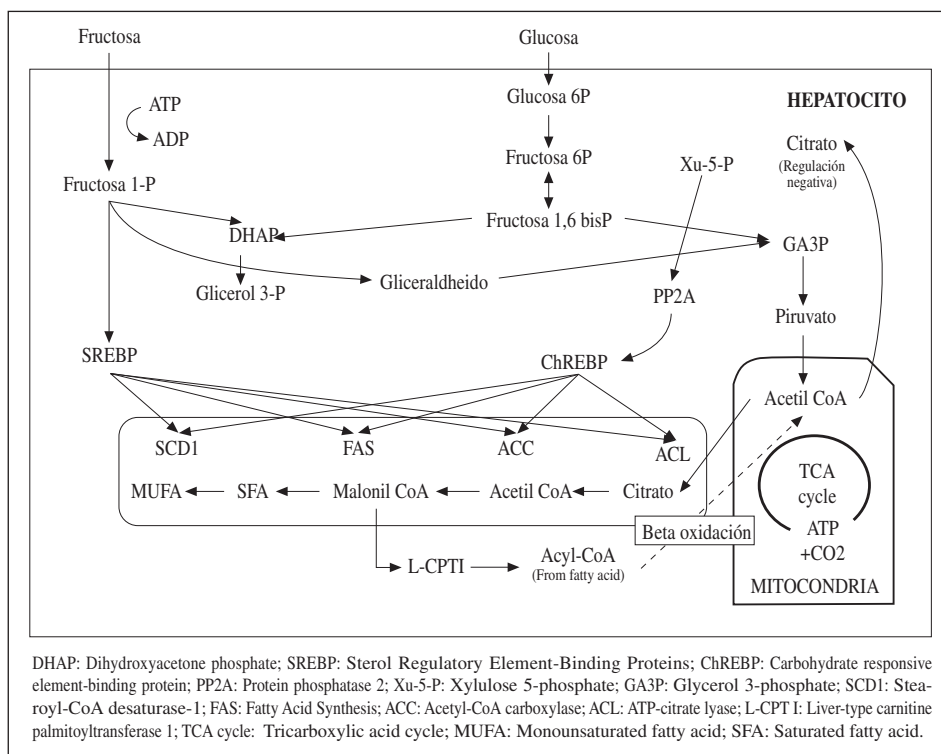 Fructosa
Glucosa
HEPATOCITO
ATP
ADP
Glucosa 6P
Fructosa 6P
Citrato
(Regulación
negativa)
Xu-5-P
Fructosa 1-P
Fructosa 1,6 bisP
DHAP
GA3P
Glicerol 3-P
Gliceraldheido
PP2A
Piruvato
SREBP
ChREBP
Acetil CoA
SCD1 FAS ACC ACL
MUFA SFA Malonil CoA Acetil CoA Citrato
TCA
cycle
ATP
+CO2
Beta oxidación
L-CPTI
Acyl-CoA
(From fatty acid)
MITOCONDRIA
DHAP: Dihydroxyacetone phosphate; SREBP: Sterol Regulatory Element-Binding Proteins; ChREBP: Carbohydrate responsive
element-binding protein; PP2A: Protein phosphatase 2; Xu-5-P: Xylulose 5-phosphate; GA3P: Glycerol 3-phosphate; SCD1: Stea-
royl-CoA desaturase-1; FAS: Fatty Acid Synthesis; ACC: Acetyl-CoA carboxylase; ACL: ATP-citrate lyase; L-CPT I: Liver-type carnitine
palmitoyltransferase 1; TCA cycle: Tricarboxylic acid cycle; MUFA: Monounsaturated fatty acid; SFA: Saturated fatty acid.